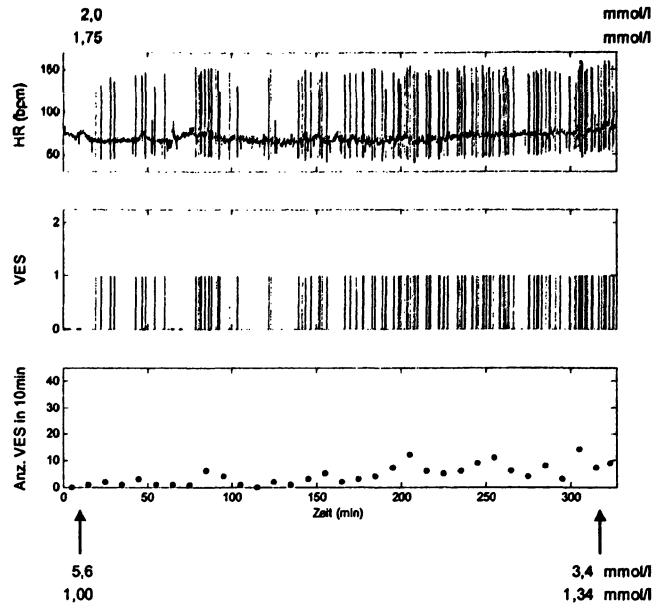 2,0 mmol/l
1,75 mmol/l
150
100
50
HR (bpm)
2
1
0
VES
40
30
20
10
0
Anz. VES in 10min
0 50 100 150 200 250 300
Zeit (min)
5,6 3,4 mmol/l
1,00 1,34 mmol/l